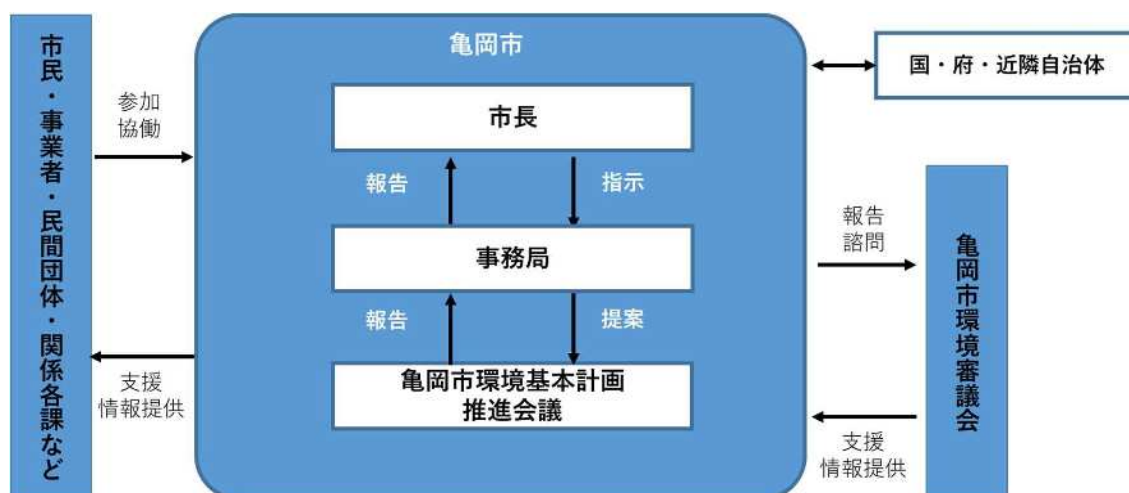 市民・事業者・民間団体・関係各課など
参加
協働
支援
情報提供
亀岡市
市長
報告
指示
事務局
報告
提案
亀岡市環境基本計画
推進会議
国・府・近隣自治体
報告
諮問
支援
情報提供
亀岡市環境審議会